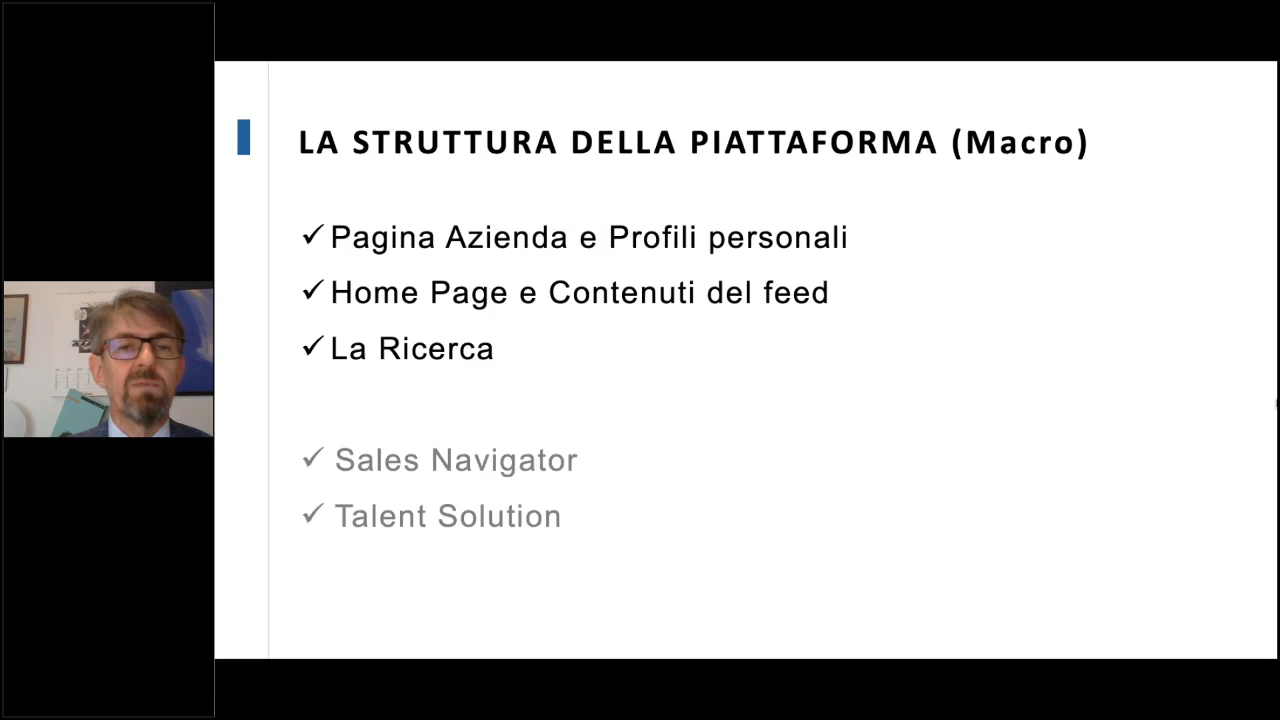 LA STRUTTURA DELLA PIATTAFORMA (Macro)
✓ Pagina Azienda e Profili personali
✓ Home Page e Contenuti del feed
✓ La Ricerca
✓ Sales Navigator
✓ Talent Solution